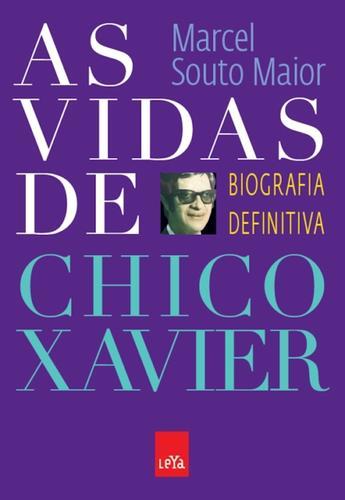 AS
Marcel
Souto Maior
VIDAS
DE
BIOGRAFIA
DEFINITIVA
CHICO
XAVIER
LeYa